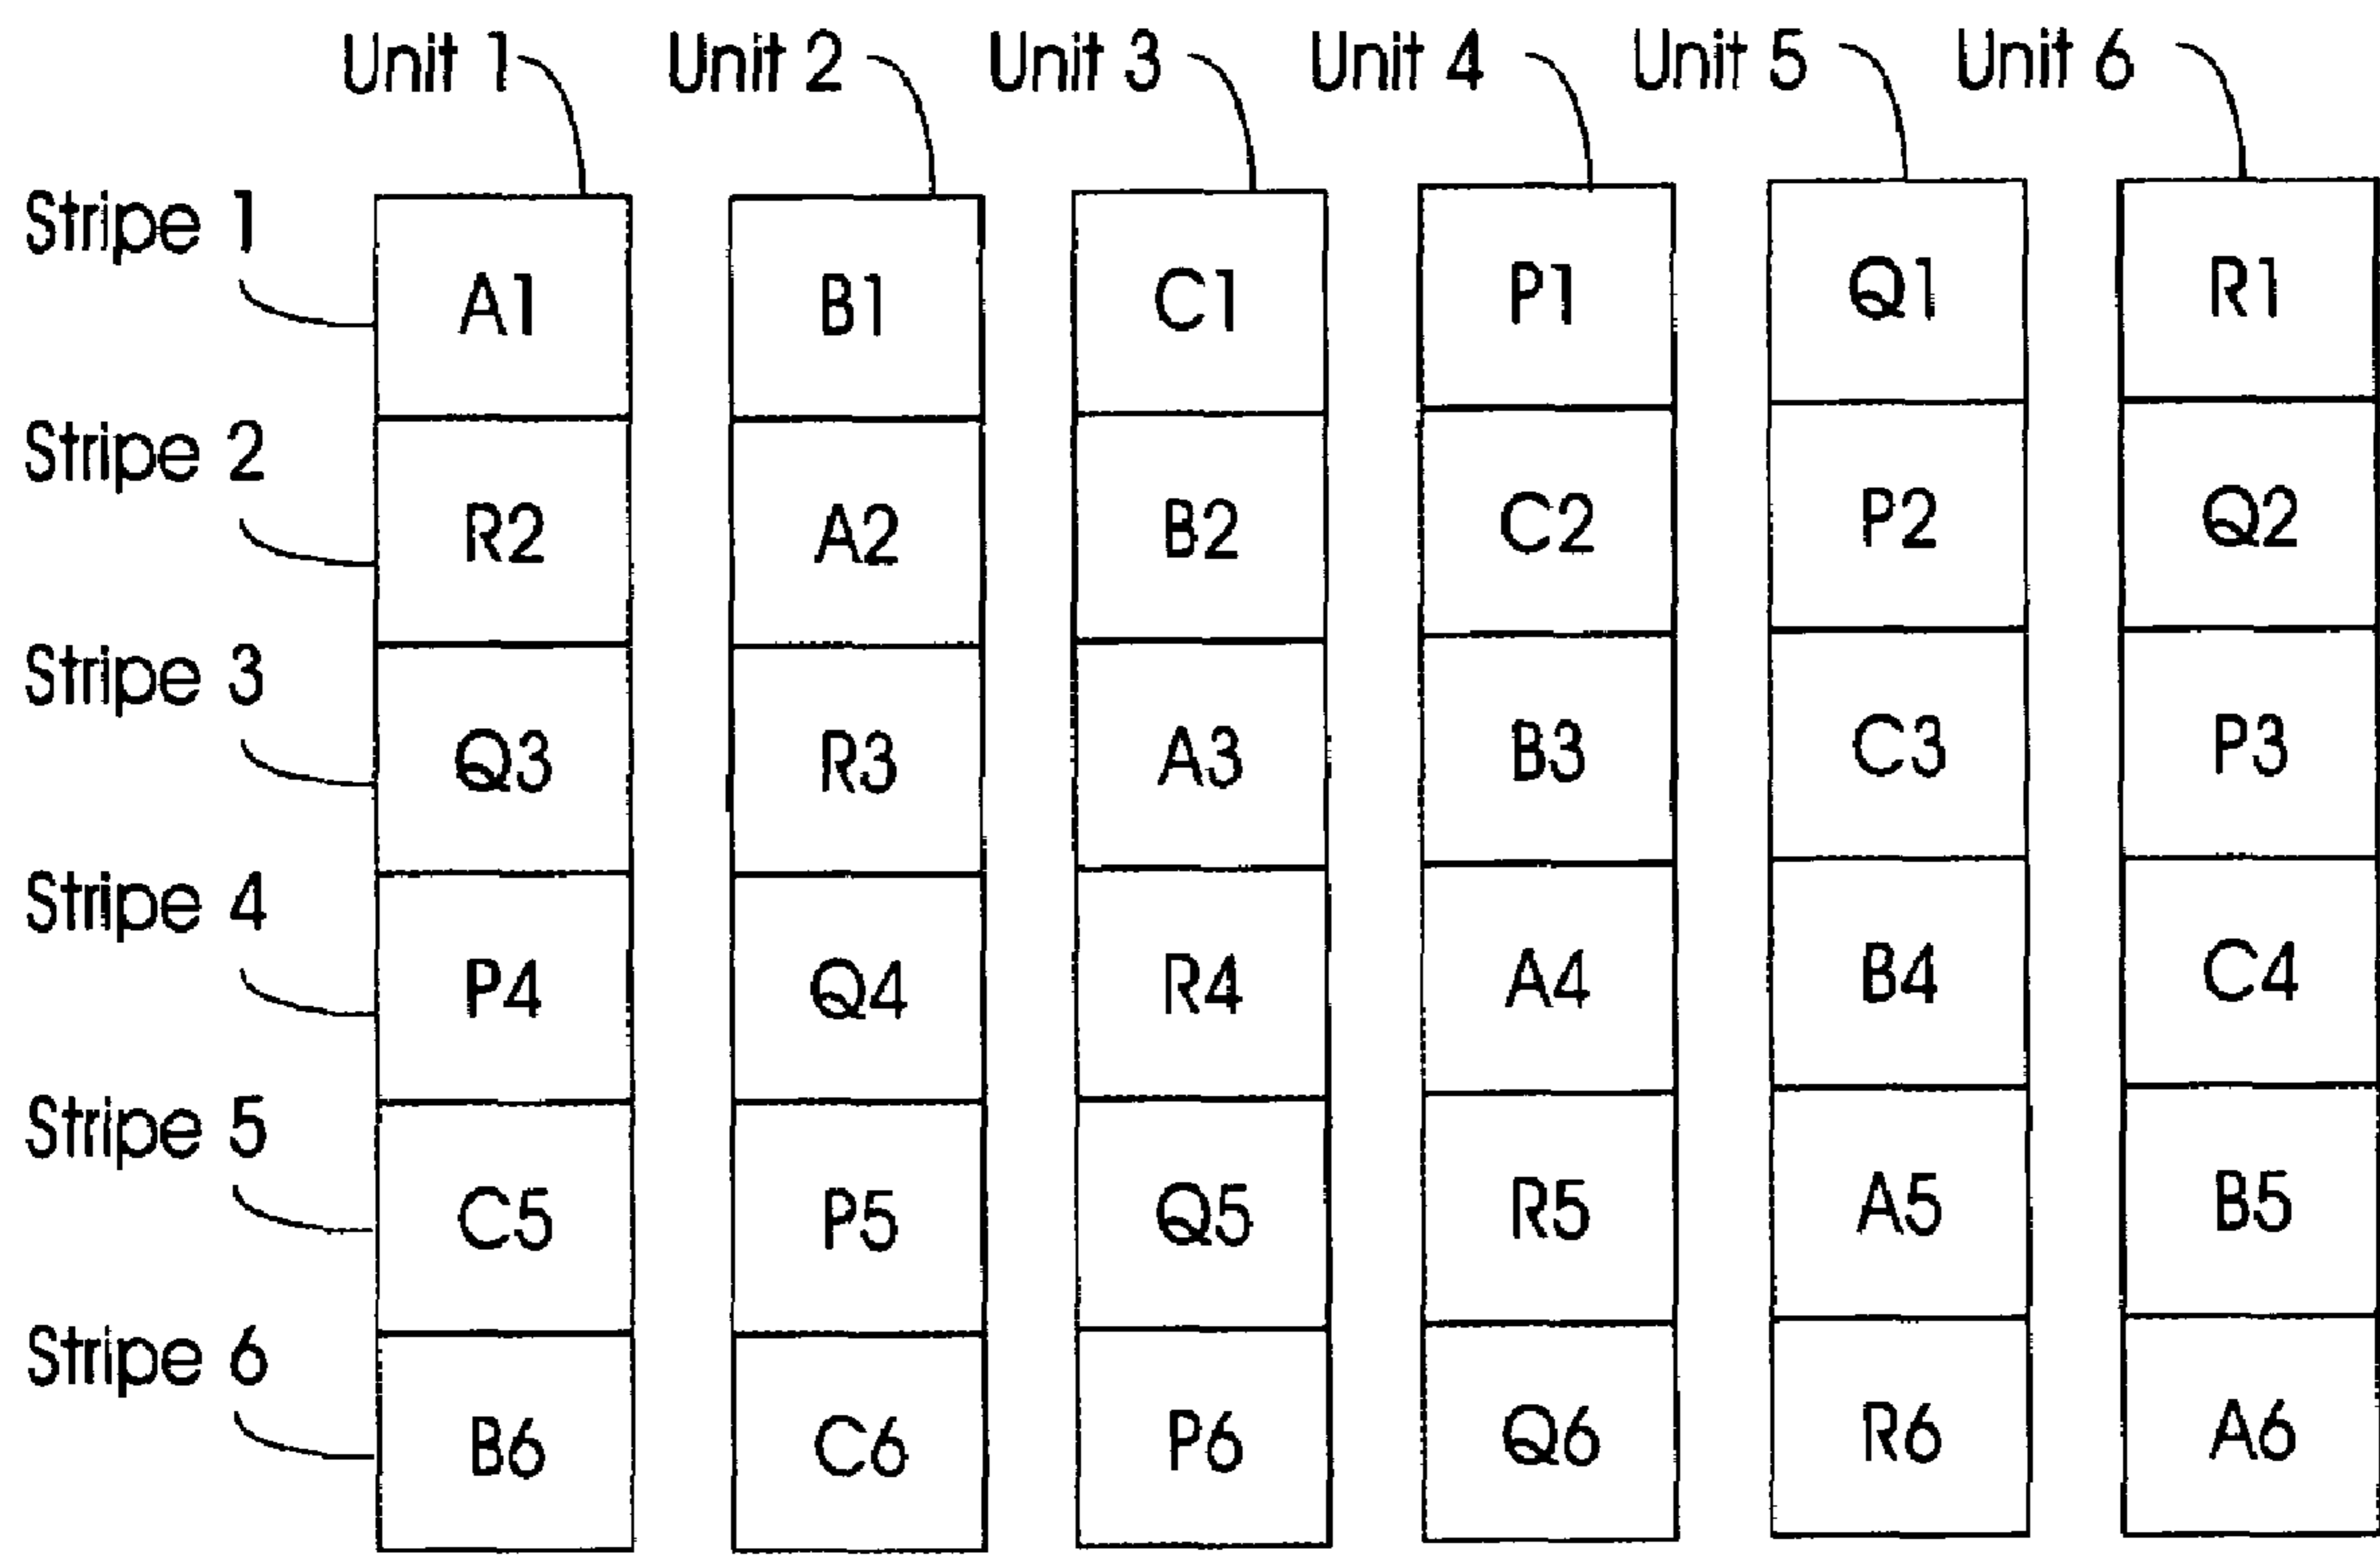 Unit 1 Unit 2 Unit 3 Unit 4 Unit 5 Unit 6
Stripe 1 A1 B1 C1 P1 Q1 R1
Stripe 2 R2 A2 B2 C2 P2 Q2
Stripe 3 Q3 R3 A3 B3 C3 P3
Stripe 4 P4 Q4 R4 A4 B4 C4
Stripe 5 C5 P5 Q5 R5 A5 B5
Stripe 6 B6 C6 P6 Q6 R6 A6